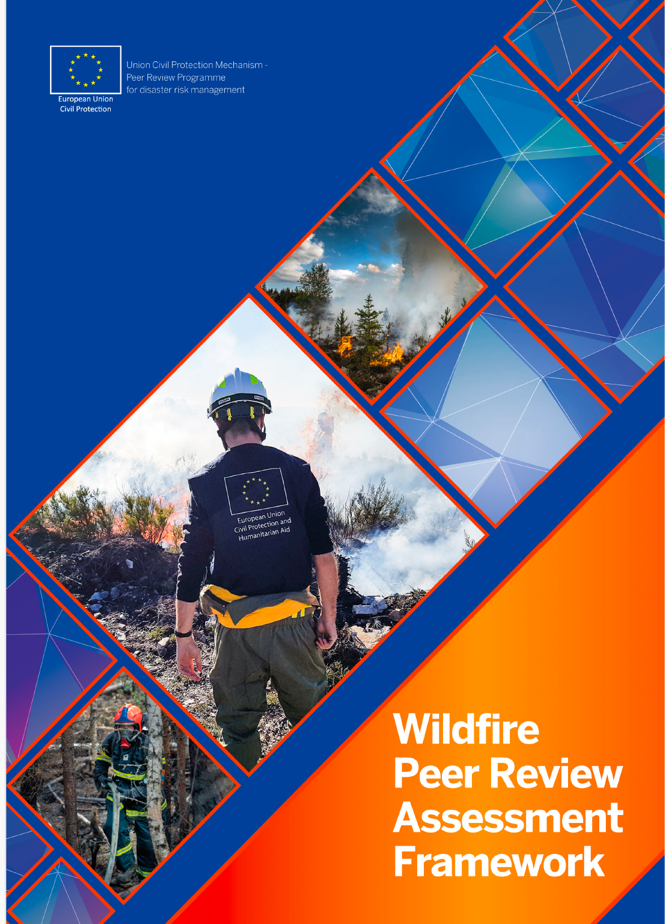 Union Civil Protection Mechanism -
Peer Review Programme
for disaster risk management
European Union
Civil Protection
European Union
Civil Protection and
Humanitarian Aid
Wildfire
Peer Review
Assessment
Framework